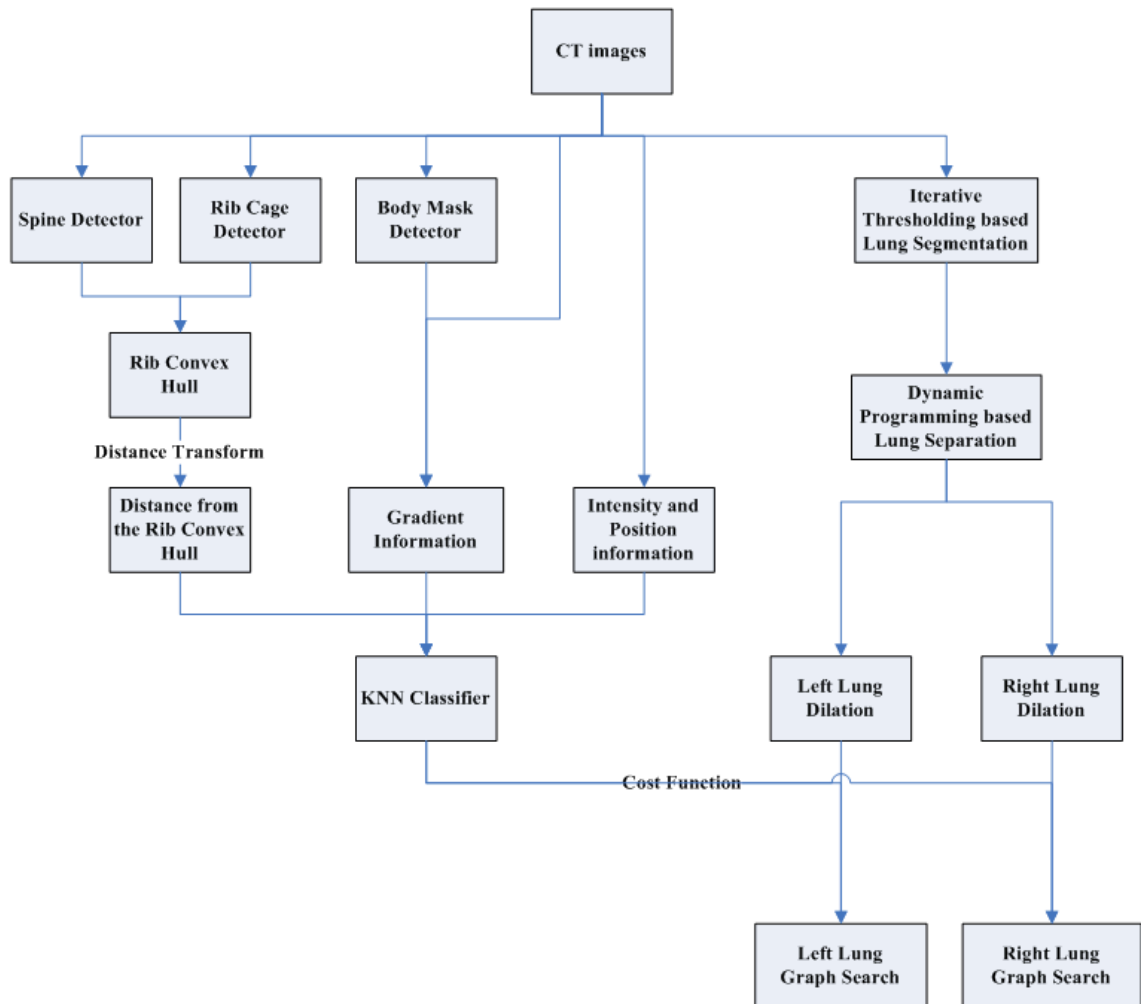 CT images
Spine Detector
Rib Cage
Detector
Body Mask
Detector
Iterative
Thresholding based
Lung Segmentation
Rib Convex
Hull
Dynamic
Programming based
Lung Separation
Distance Transform
Distance from
the Rib Convex
Hull
Gradient
Information
Intensity and
Position
information
KNN Classifier
Left Lung
Dilation
Right Lung
Dilation
Cost Function
Left Lung
Graph Search
Right Lung
Graph Search